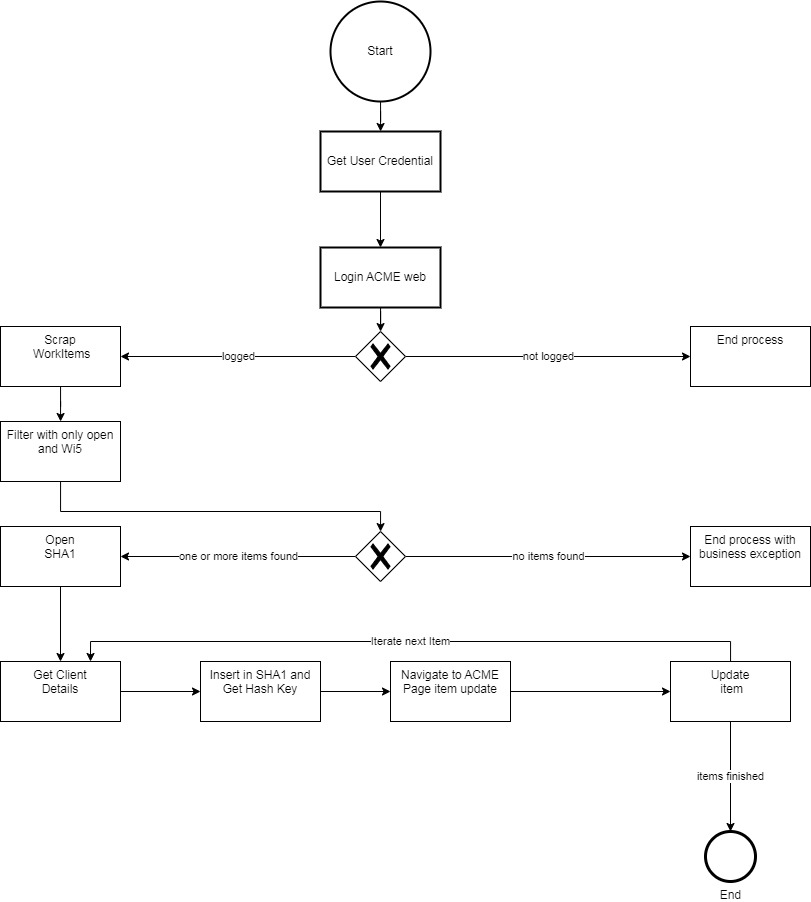 Start
Get User Credential
Login ACME web
Scrap
WorkItems
logged
not logged
End process
Filter with only open
and Wi5
Open
SHA1
one or more items found
no items found
End process with
business exception
Iterate next Item
Get Client
Details
Insert in SHA1 and
Get Hash Key
Navigate to ACME
Page item update
Update
item
items finished
End